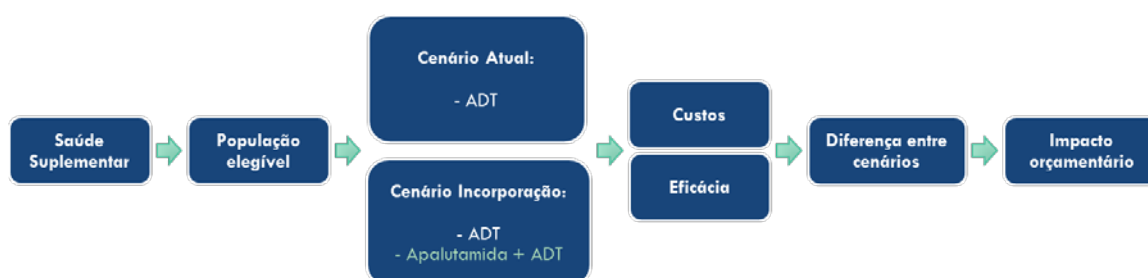 Saúde
Suplementar
População
elegível
Cenário Atual:
- ADT
Cenário Incorporação:
- ADT
- Apalutamida + ADT
Custos
Eficácia
Diferença entre
cenários
Impacto
orçamentário